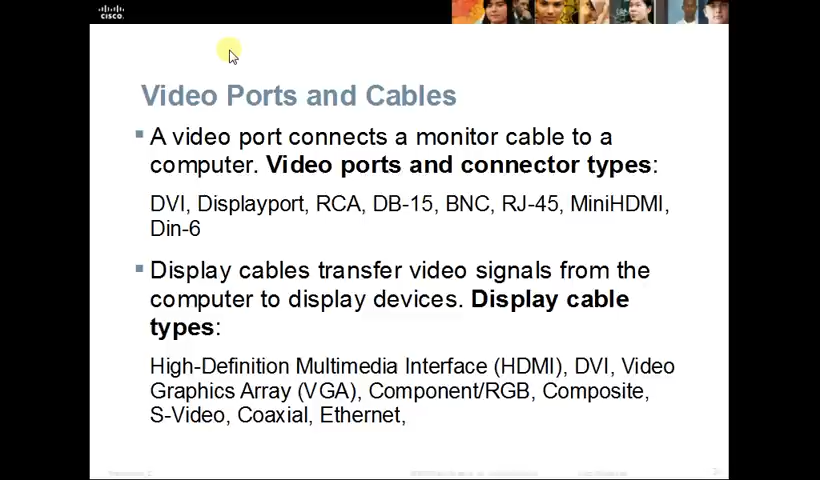 CISCO
Video Ports and Cables
▪ A video port connects a monitor cable to a
computer. Video ports and connector types:
DVI, Displayport, RCA, DB-15, BNC, RJ-45, MiniHDMI,
Din-6
▪ Display cables transfer video signals from the
computer to display devices. Display cable
types:
High-Definition Multimedia Interface (HDMI), DVI, Video
Graphics Array (VGA), Component/RGB, Composite,
S-Video, Coaxial, Ethernet,